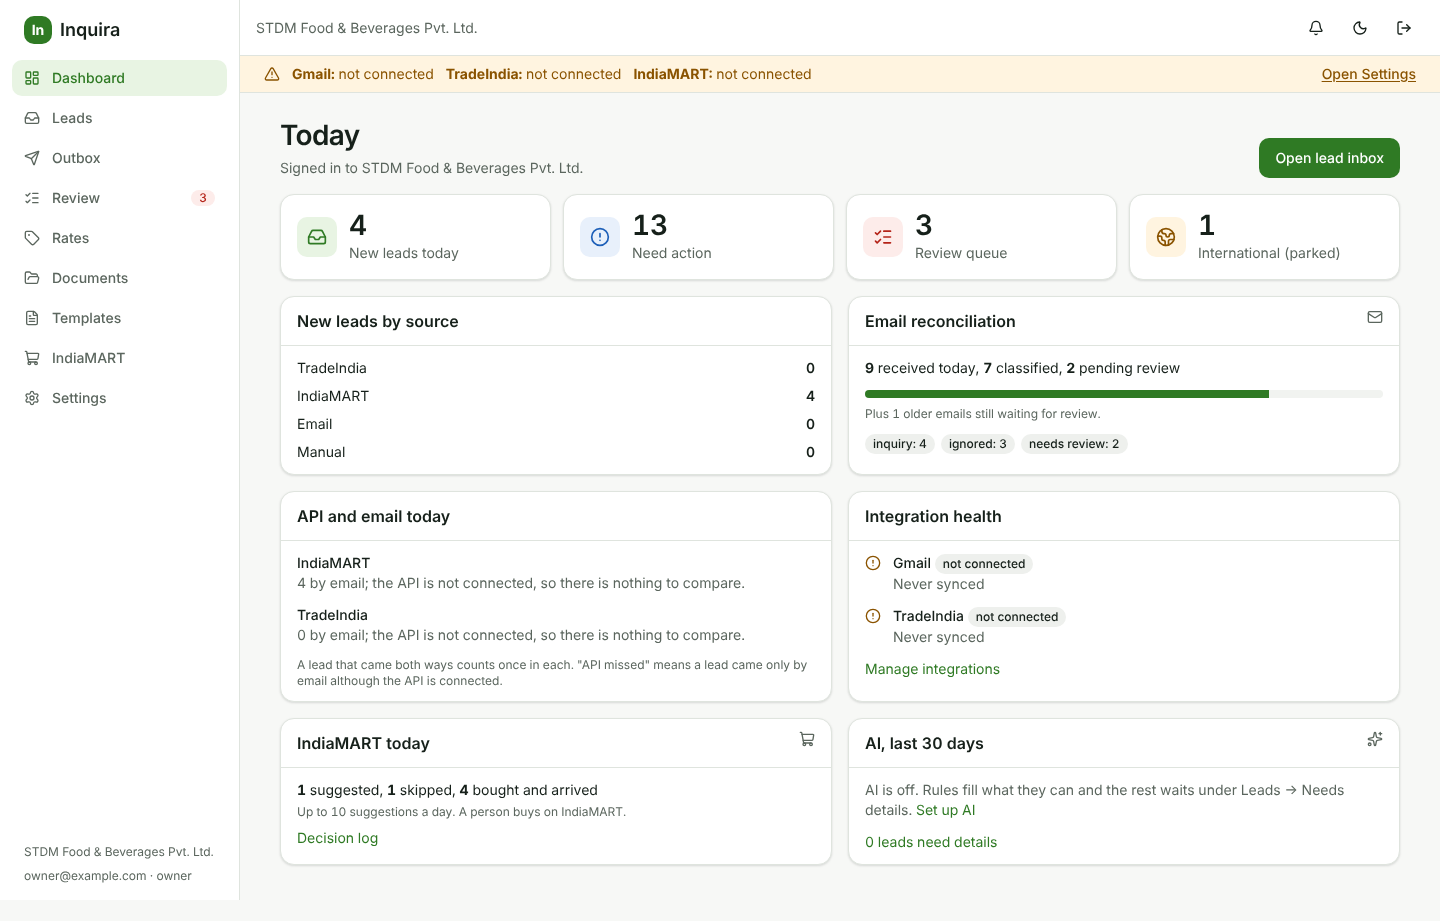 In Inquira
STDM Food & Beverages Pvt. Ltd.
Dashboard
Leads
Outbox
Review 3
Rates
Documents
Templates
IndiaMART
Settings
STDM Food & Beverages Pvt. Ltd.
owner@example.com · owner
Gmail: not connected TradeIndia: not connected IndiaMART: not connected Open Settings
Today
Signed in to STDM Food & Beverages Pvt. Ltd.
Open lead inbox
4
New leads today
13
Need action
3
Review queue
1
International (parked)
New leads by source
TradeIndia 0
IndiaMART 4
Email 0
Manual 0
Email reconciliation
9 received today, 7 classified, 2 pending review
Plus 1 older emails still waiting for review.
inquiry: 4 ignored: 3 needs review: 2
API and email today
IndiaMART
4 by email; the API is not connected, so there is nothing to compare.
TradeIndia
0 by email; the API is not connected, so there is nothing to compare.
A lead that came both ways counts once in each. "API missed" means a lead came only by
email although the API is connected.
Integration health
Gmail not connected
Never synced
TradeIndia not connected
Never synced
Manage integrations
IndiaMART today
1 suggested, 1 skipped, 4 bought and arrived
Up to 10 suggestions a day. A person buys on IndiaMART.
Decision log
AI, last 30 days
AI is off. Rules fill what they can and the rest waits under Leads → Needs
details. Set up AI
0 leads need details